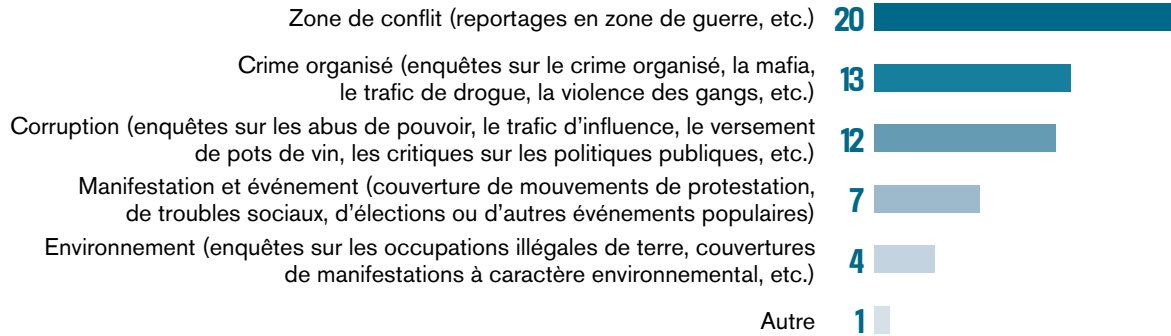 Zone de conflit (reportages en zone de guerre, etc.) 20
Crime organisé (enquêtes sur le crime organisé, la mafia,
le trafic de drogue, la violence des gangs, etc.) 13
Corruption (enquêtes sur les abus de pouvoir, le trafic d’influence, le versement
de pots de vin, les critiques sur les politiques publiques, etc.) 12
Manifestation et événement (couverture de mouvements de protestation,
de troubles sociaux, d’élections ou d’autres événements populaires) 7
Environnement (enquêtes sur les occupations illégales de terre, couvertures
de manifestations à caractère environnemental, etc.) 4
Autre 1